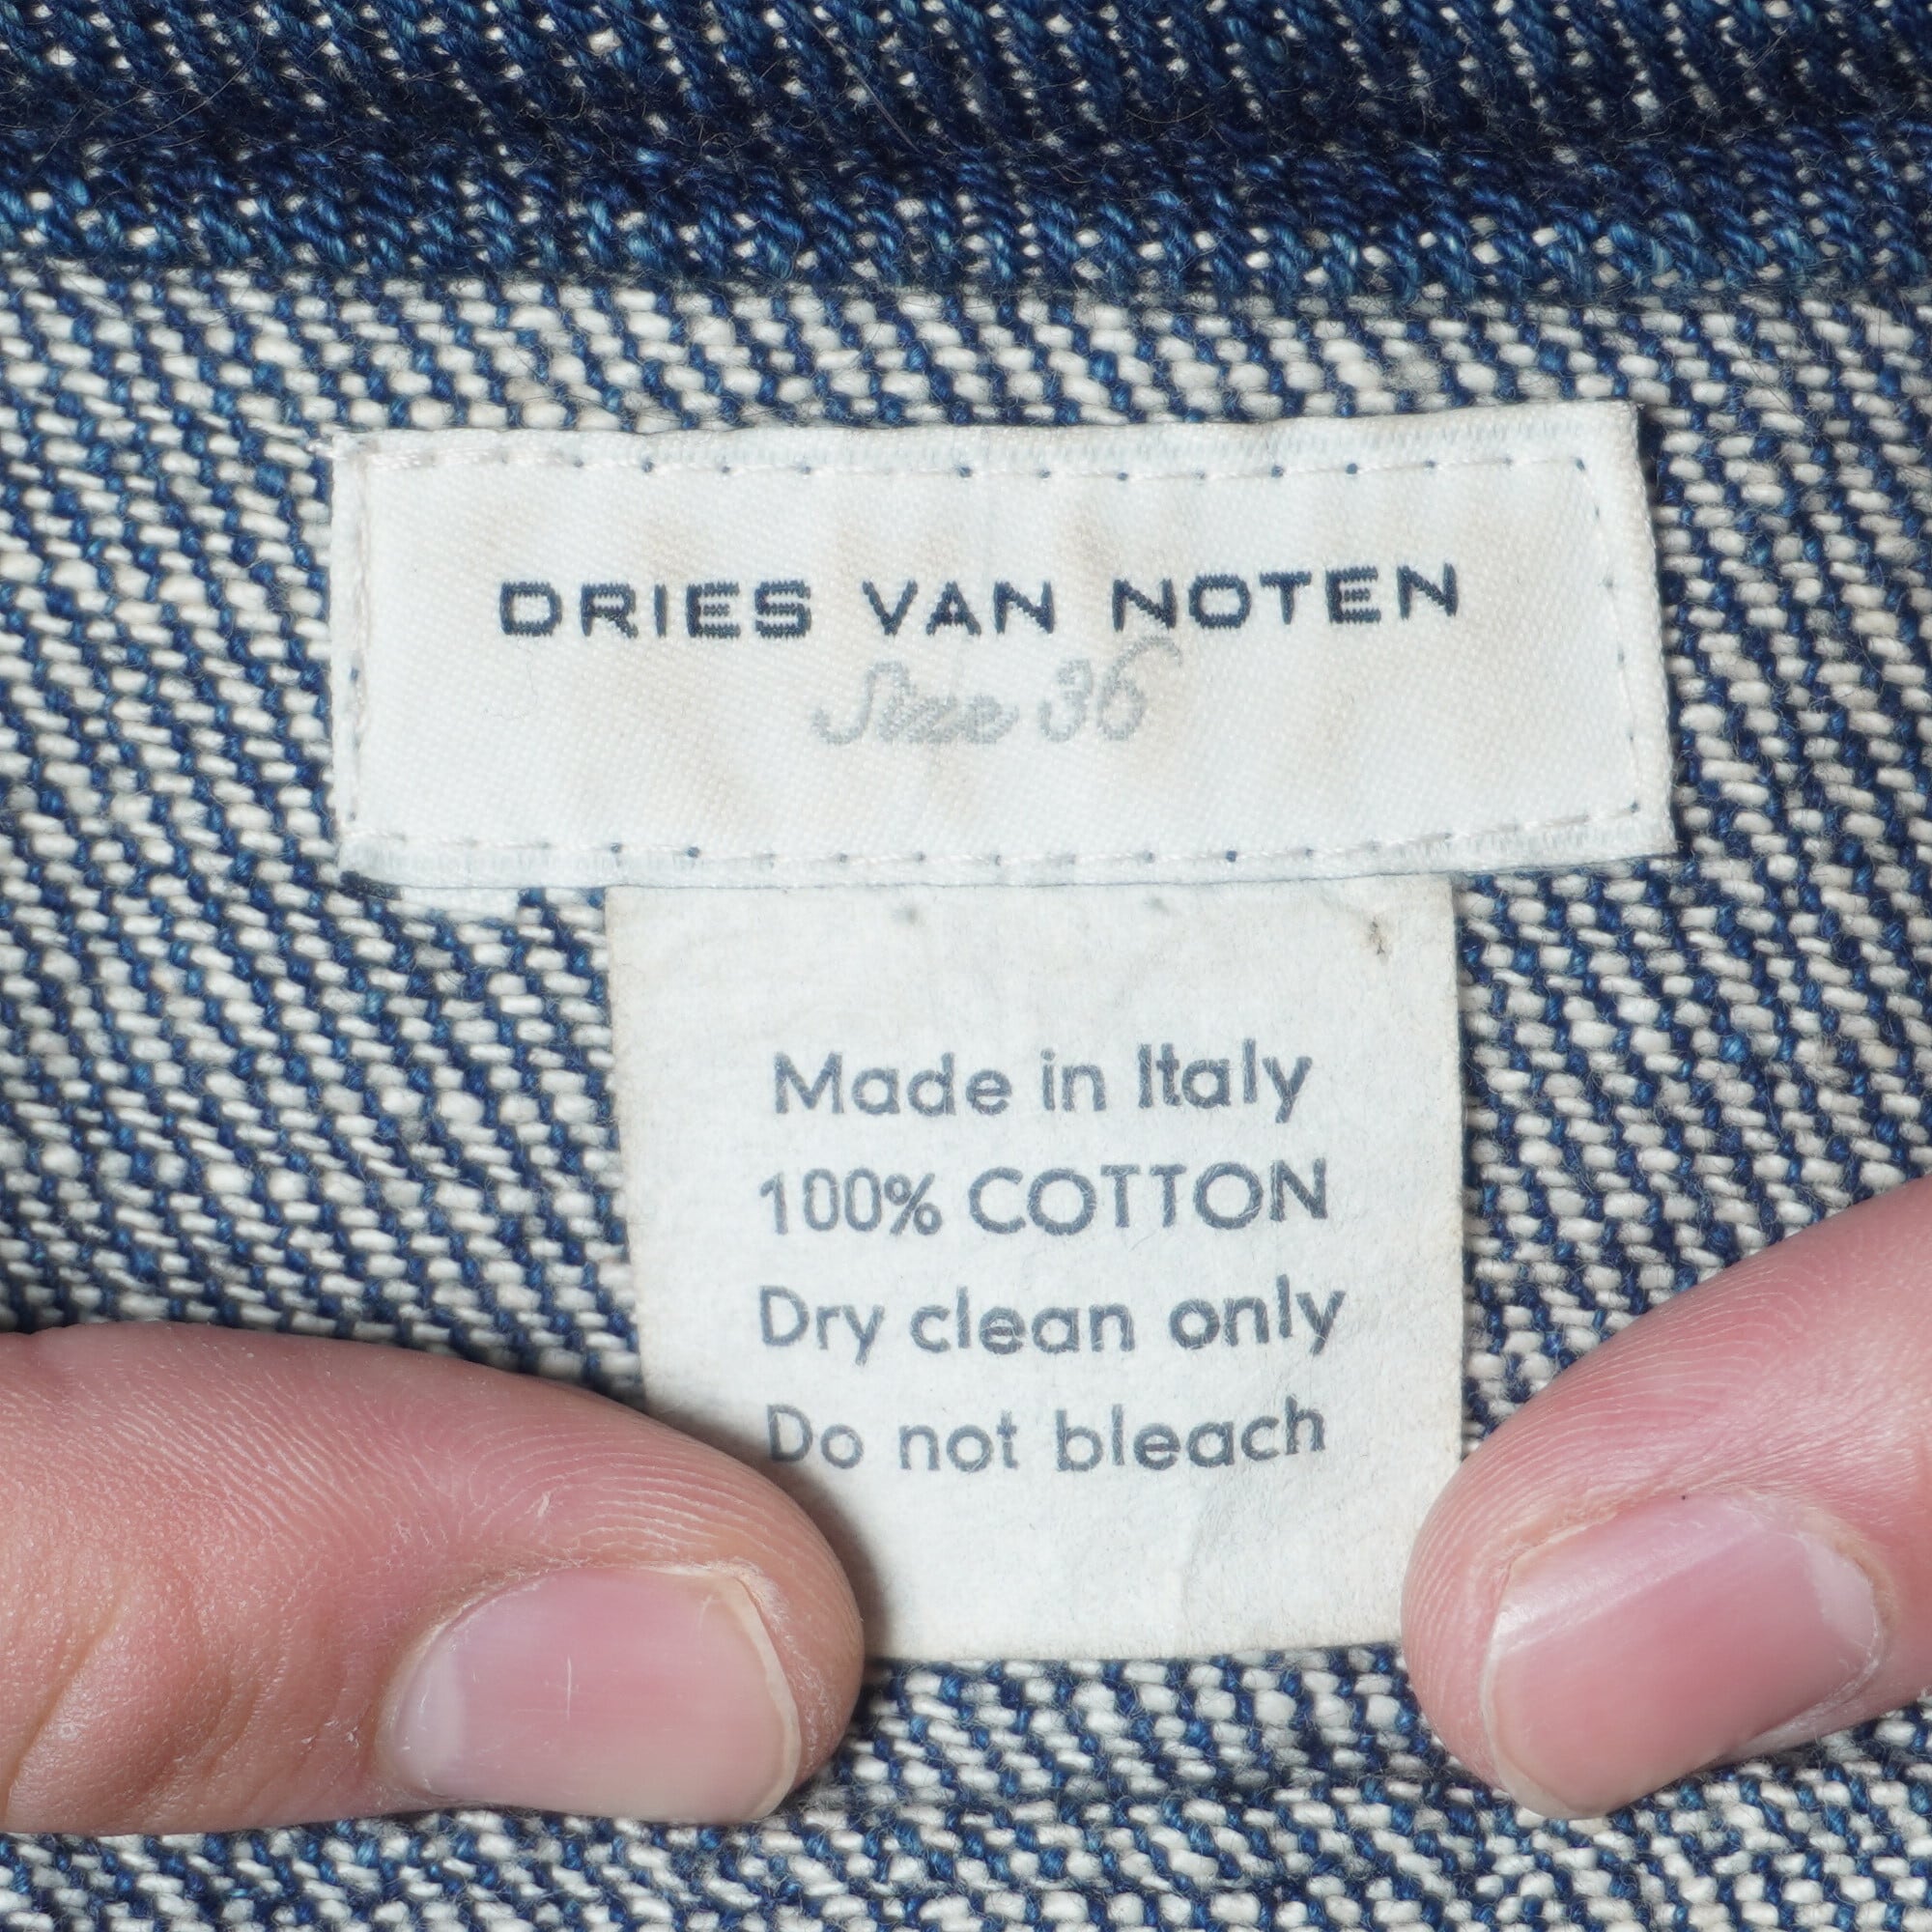 DRIES VAN NOTEN
Size 36
Made in Italy
100% COTTON
Dry clean only
Do not bleach